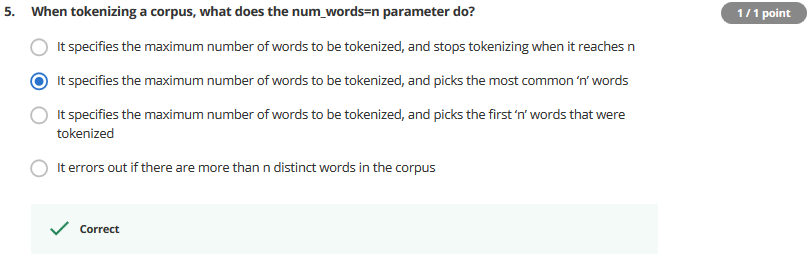 5. When tokenizing a corpus, what does the num_words=n parameter do?
1 / 1 point
It specifies the maximum number of words to be tokenized, and stops tokenizing when it reaches n
It specifies the maximum number of words to be tokenized, and picks the most common ‘n’ words
It specifies the maximum number of words to be tokenized, and picks the first ‘n’ words that were
tokenized
It errors out if there are more than n distinct words in the corpus
Correct